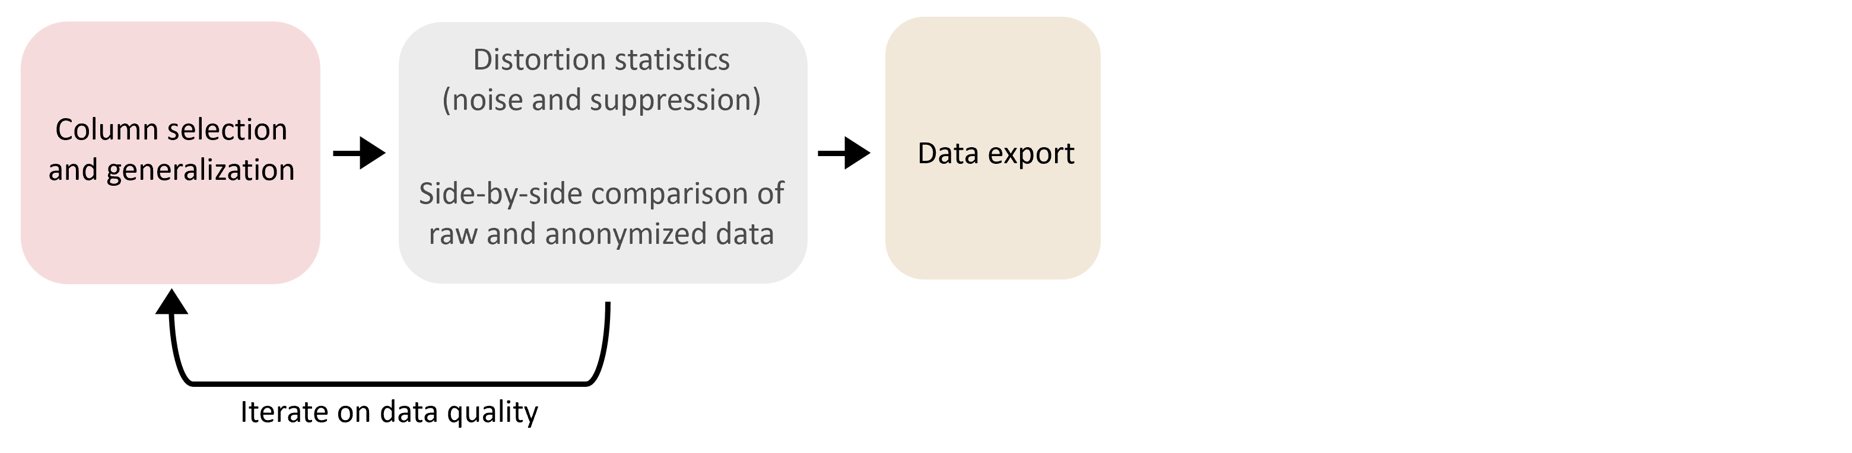 Column selection
and generalization
Distortion statistics
(noise and suppression)
Side-by-side comparison of
raw and anonymized data
Data export
Iterate on data quality